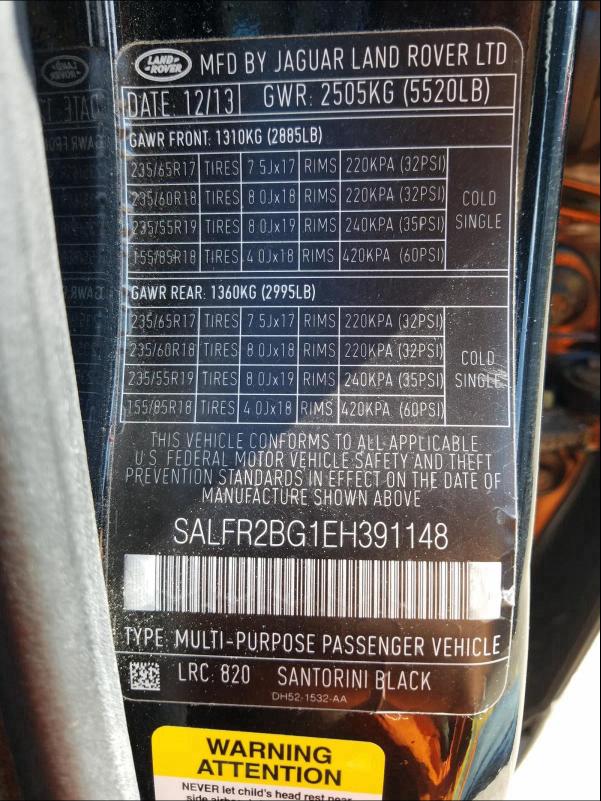 LAND ROVER MFD BY JAGUAR LAND ROVER LTD
DATE: 12/13 GWR: 2505KG (5520LB)
GAWR FRONT: 1310KG (2885LB)
235/65R17 TIRES 7.5Jx17 RIMS 220KPA (32PSI)
235/60R18 TIRES 8.0Jx18 RIMS 220KPA (32PSI)
COLD
235/55R19 TIRES 8.0Jx19 RIMS 240KPA (35PSI)
SINGLE
155/85R18 TIRES 4.0Jx18 RIMS 420KPA (60PSI)
GAWR REAR: 1360KG (2995LB)
235/65R17 TIRES 7.5Jx17 RIMS 220KPA (32PSI)
235/60R18 TIRES 8.0Jx18 RIMS 220KPA (32PSI)
COLD
235/55R19 TIRES 8.0Jx19 RIMS 240KPA (35PSI)
SINGLE
155/85R18 TIRES 4.0Jx18 RIMS 420KPA (60PSI)
THIS VEHICLE CONFORMS TO ALL APPLICABLE
U.S. FEDERAL MOTOR VEHICLE SAFETY AND THEFT
PREVENTION STANDARDS IN EFFECT ON THE DATE OF
MANUFACTURE SHOWN ABOVE
SALFR2BG1EH391148
TYPE: MULTI-PURPOSE PASSENGER VEHICLE
LRC: 820 SANTORINI BLACK
DH52-1532-AA
WARNING
ATTENTION
NEVER let child's head rest near